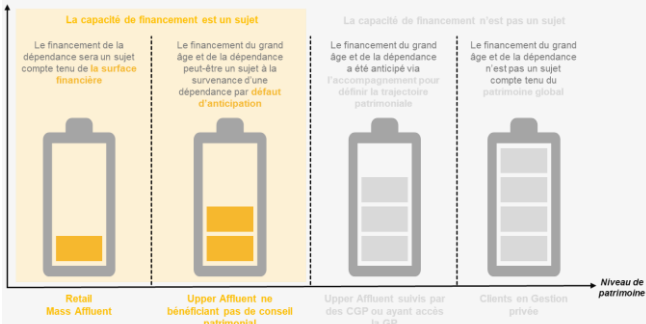 La capacité de financement est un sujet
La capacité de financement n'est pas un sujet
Le financement de la
dépendance sera un sujet
compte tenu de la surface
financière
Le financement du grand
âge et de la dépendance
peut-être un sujet à la
survenance d'une
dépendance par défaut
d'anticipation
Le financement du grand
âge et de la dépendance
a été anticipé via
l'accompagnement pour
définir la trajectoire
patrimoniale
Le financement du grand
âge et de la dépendance
n'est pas un sujet
compte tenu du
patrimoine global
Niveau de
patrimoine
Retail
Mass Affluent
Upper Affluent ne
bénéficiant pas de conseil
patrimonial
Upper Affluent suivis par
des CGP ou ayant accès
la GP
Clients en Gestion
privée